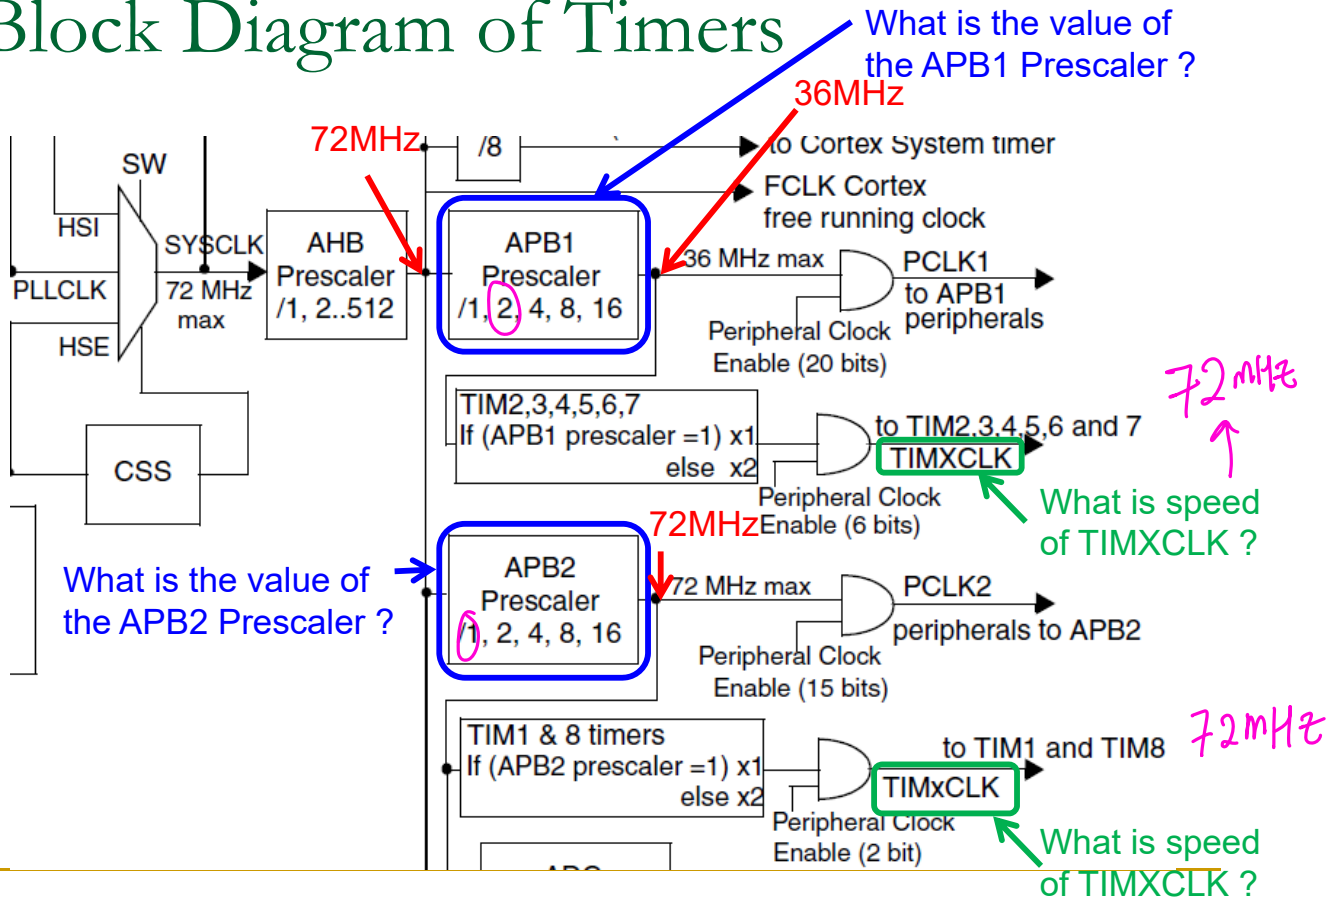 Block Diagram of Timers
What is the value of
the APB1 Prescaler ?
36MHz
72MHz
/8
to Cortex System timer
SW
FCLK Cortex
free running clock
HSI
SYSCLK
AHB
Prescaler
/1, 2..512
APB1
Prescaler
/1, 2, 4, 8, 16
36 MHz max
PCLK1
to APB1
peripherals
PLLCLK
72 MHz
max
HSE
Peripheral Clock
Enable (20 bits)
72mHz
TIM2,3,4,5,6,7
If (APB1 prescaler =1) x1
else x2
to TIM2,3,4,5,6 and 7
TIMXCLK
CSS
Peripheral Clock
Enable (6 bits)
What is speed
of TIMXCLK ?
72MHz
What is the value of
the APB2 Prescaler ?
APB2
Prescaler
/1, 2, 4, 8, 16
72 MHz max
PCLK2
peripherals to APB2
Peripheral Clock
Enable (15 bits)
TIM1 & 8 timers
If (APB2 prescaler =1) x1
else x2
to TIM1 and TIM8
72mHz
TIMxCLK
Peripheral Clock
Enable (2 bit)
What is speed
of TIMXCLK ?